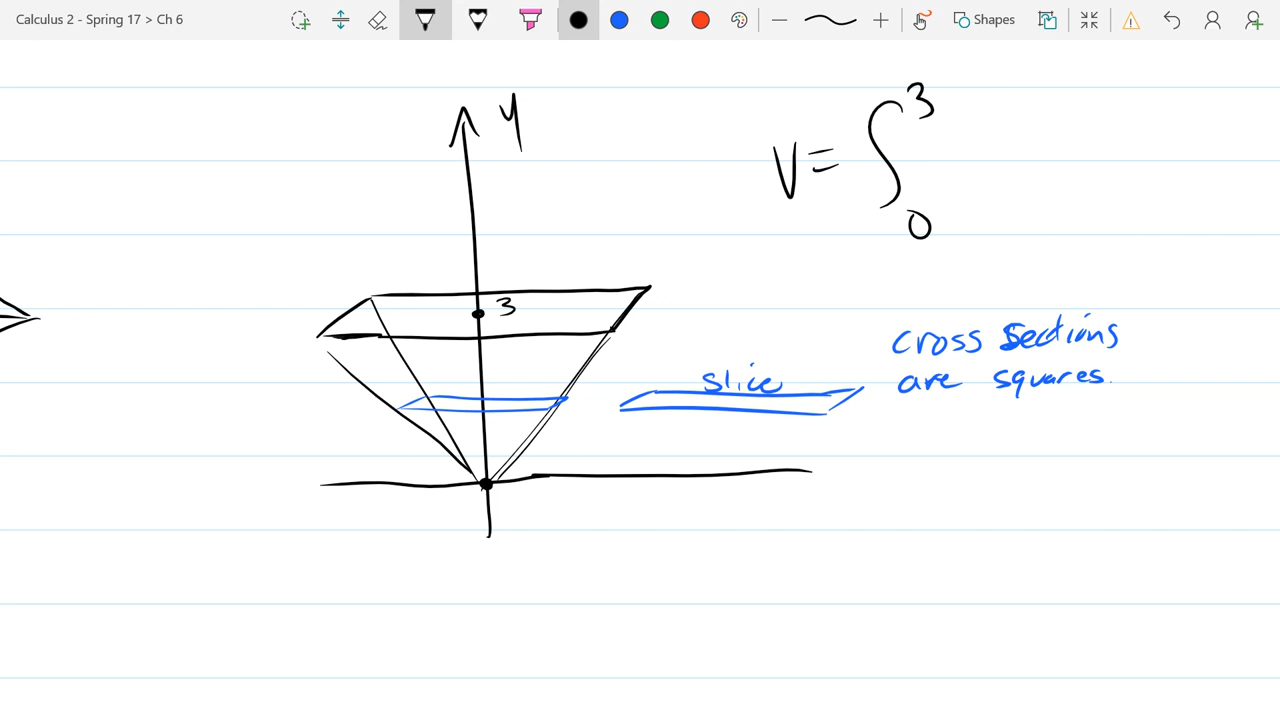 Calculus 2 - Spring 17 > Ch 6
Shapes
y
V = ∫₀³
3
slice
cross sections
are squares.